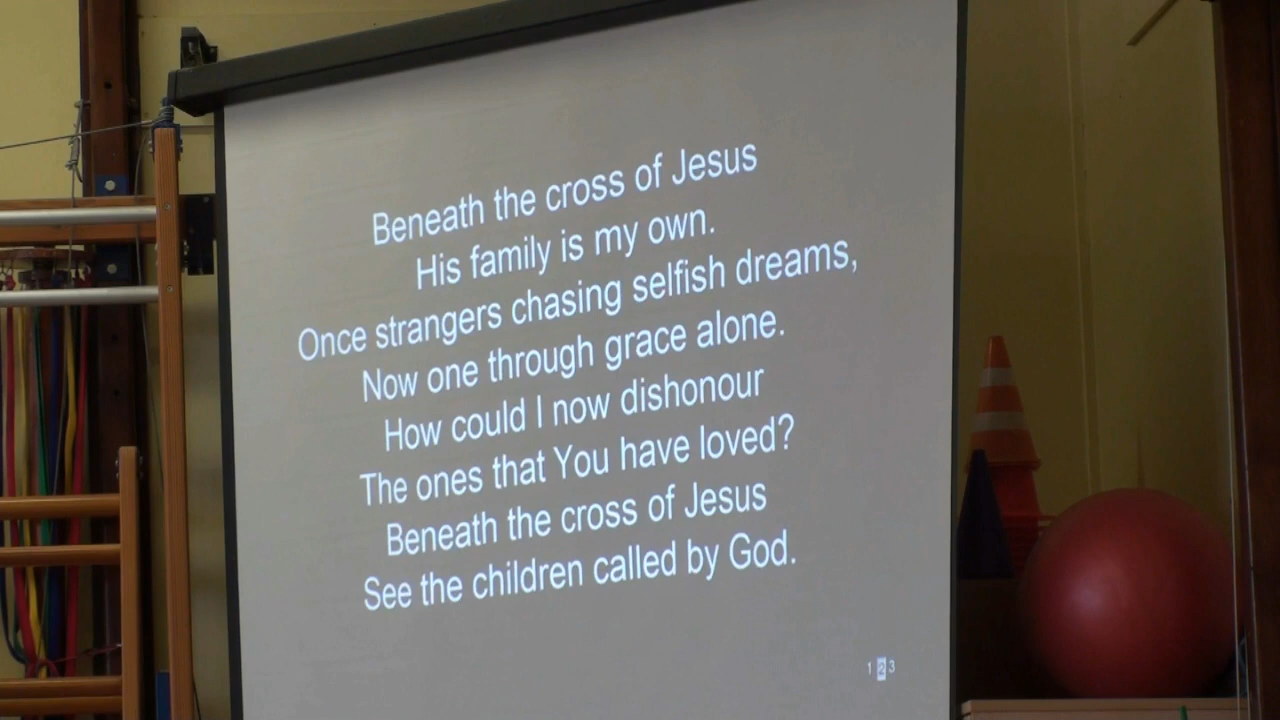 Beneath the cross of Jesus
His family is my own.
Once strangers chasing selfish dreams,
Now one through grace alone.
How could I now dishonour
The ones that You have loved?
Beneath the cross of Jesus
See the children called by God.
1 2 3